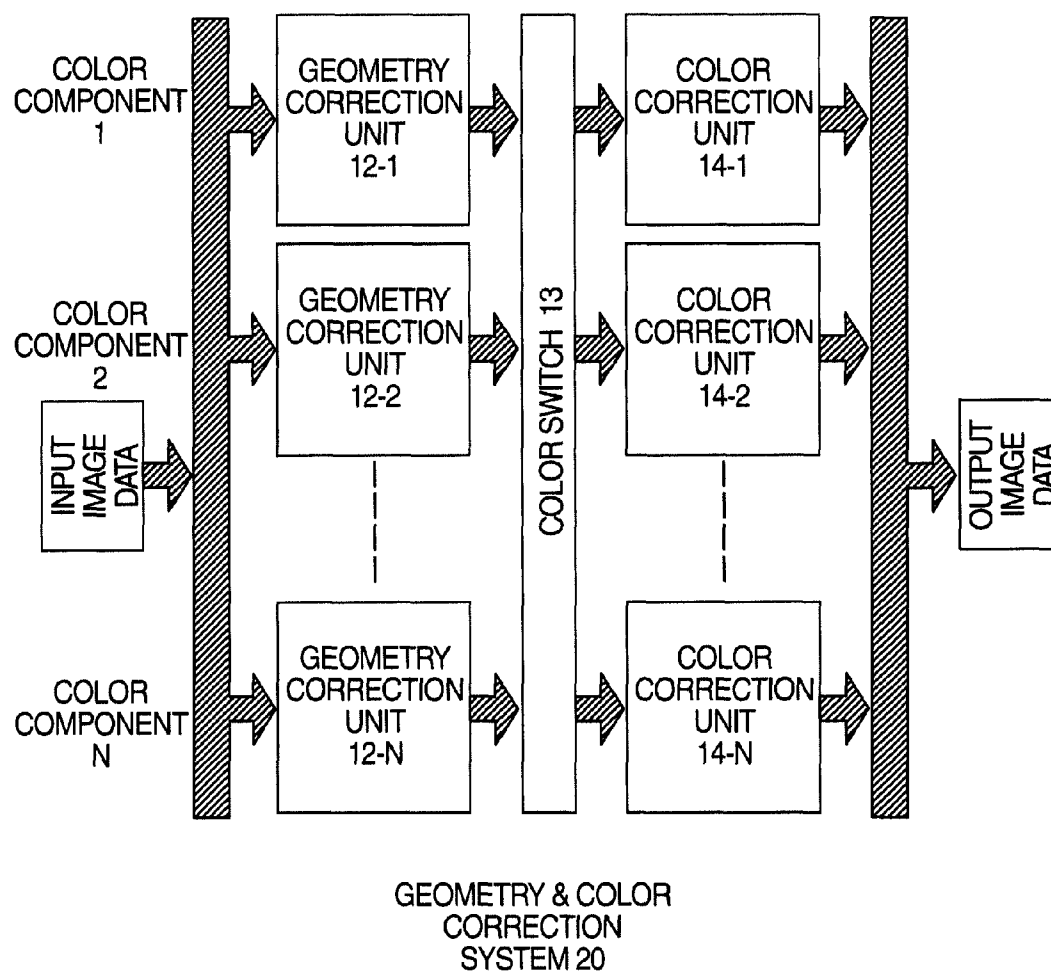 COLOR
COMPONENT
1
GEOMETRY
CORRECTION
UNIT
12-1
COLOR
CORRECTION
UNIT
14-1
COLOR
COMPONENT
2
GEOMETRY
CORRECTION
UNIT
12-2
COLOR SWITCH 13
COLOR
CORRECTION
UNIT
14-2
INPUT
IMAGE
DATA
OUTPUT
IMAGE
DATA
COLOR
COMPONENT
N
GEOMETRY
CORRECTION
UNIT
12-N
COLOR
CORRECTION
UNIT
14-N
GEOMETRY & COLOR
CORRECTION
SYSTEM 20